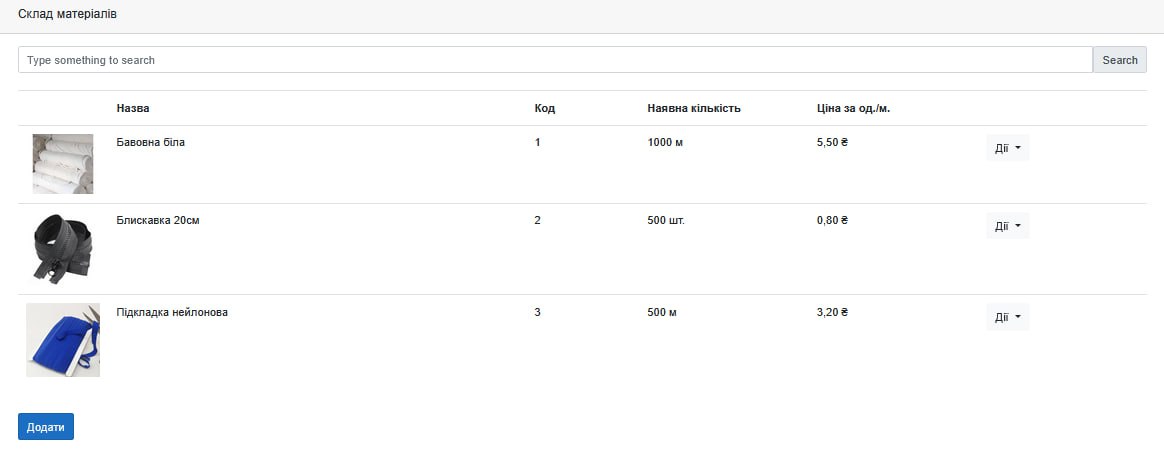 Склад матеріалів
Type something to search Search
Назва Код Наявна кількість Ціна за од./м.
Бавовна біла 1 1000 м 5,50 ₴ Дії
Блискавка 20см 2 500 шт. 0,80 ₴ Дії
Підкладка нейлонова 3 500 м 3,20 ₴ Дії
Додати